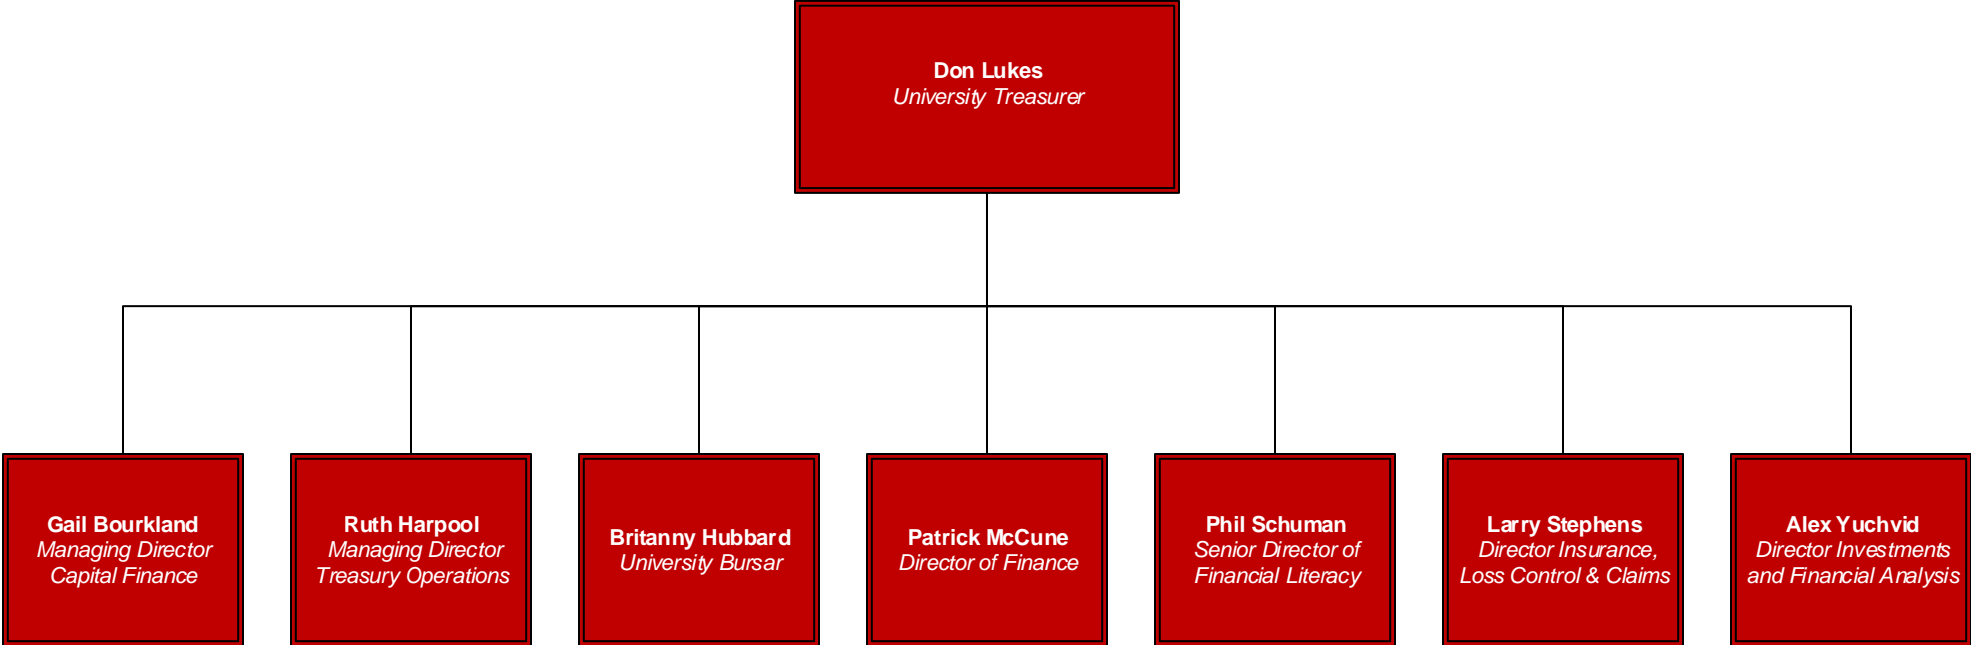 Don Lukes
University Treasurer
Gail Bourkland
Managing Director
Capital Finance
Ruth Harpool
Managing Director
Treasury Operations
Britanny Hubbard
University Bursar
Patrick McCune
Director of Finance
Phil Schuman
Senior Director of
Financial Literacy
Larry Stephens
Director Insurance,
Loss Control & Claims
Alex Yuchvid
Director Investments
and Financial Analysis